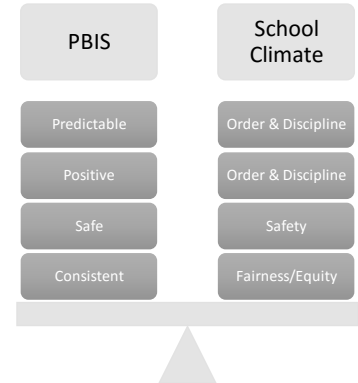 PBIS
School
Climate
Predictable
Order & Discipline
Positive
Order & Discipline
Safe
Safety
Consistent
Fairness/Equity